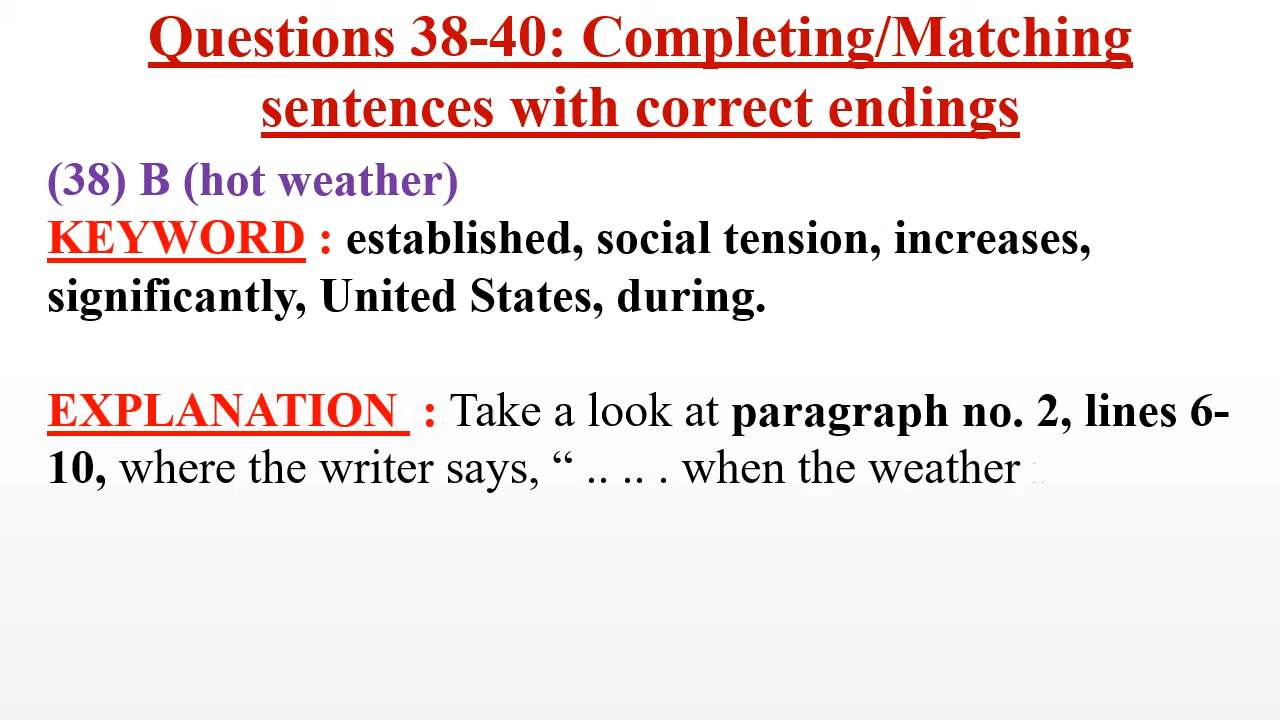 Questions 38-40: Completing/Matching
sentences with correct endings
(38) B (hot weather)
KEYWORD : established, social tension, increases,
significantly, United States, during.
EXPLANATION : Take a look at paragraph no. 2, lines 6-
10, where the writer says, “ .. .. . when the weather